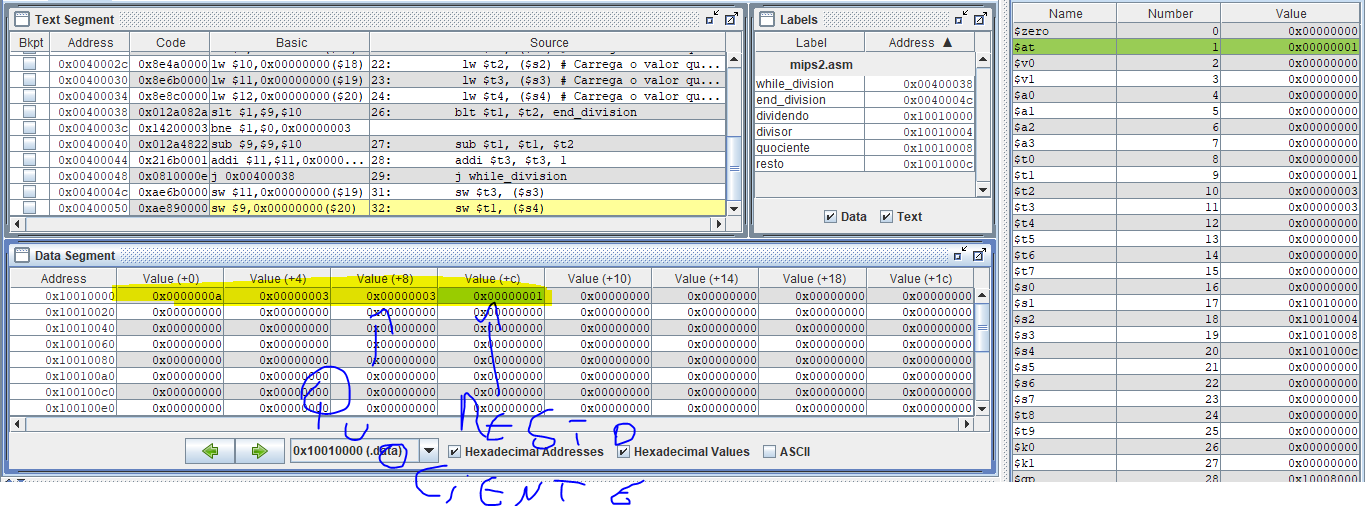 Text Segment
Bkpt Address Code Basic Source
0x0040002c 0x8e4a0000 lw $10,0x00000000($18) 22: lw $t2, ($s2) # Carrega o valor qu...
0x00400030 0x8e6b0000 lw $11,0x00000000($19) 23: lw $t3, ($s3) # Carrega o valor qu...
0x00400034 0x8e8c0000 lw $12,0x00000000($20) 24: lw $t4, ($s4) # Carrega o valor qu...
0x00400038 0x012a082a slt $1,$9,$10 26: blt $t1, $t2, end_division
0x0040003c 0x14200003 bne $1,$0,0x00000003
0x00400040 0x012a4822 sub $9,$9,$10 27: sub $t1, $t1, $t2
0x00400044 0x216b0001 addi $11,$11,0x0000... 28: addi $t3, $t3, 1
0x00400048 0x0810000e j 0x00400038 29: j while_division
0x0040004c 0xae6b0000 sw $11,0x00000000($19) 31: sw $t3, ($s3)
0x00400050 0xae890000 sw $9,0x00000000($20) 32: sw $t1, ($s4)
Labels
Label Address ▲
mips2.asm
while_division 0x00400038
end_division 0x0040004c
dividendo 0x10010000
divisor 0x10010004
quociente 0x10010008
resto 0x1001000c
Data Text
Data Segment
Address Value (+0) Value (+4) Value (+8) Value (+c) Value (+10) Value (+14) Value (+18) Value (+1c)
0x10010000 0x0000000a 0x00000003 0x00000003 0x00000001 0x00000000 0x00000000 0x00000000 0x00000000
0x10010020 0x00000000 0x00000000 0x00000000 0x00000000 0x00000000 0x00000000 0x00000000 0x00000000
0x10010040 0x00000000 0x00000000 0x00000000 0x00000000 0x00000000 0x00000000 0x00000000 0x00000000
0x10010060 0x00000000 0x00000000 0x00000000 0x00000000 0x00000000 0x00000000 0x00000000 0x00000000
0x10010080 0x00000000 0x00000000 0x00000000 0x00000000 0x00000000 0x00000000 0x00000000 0x00000000
0x100100a0 0x00000000 0x00000000 0x00000000 0x00000000 0x00000000 0x00000000 0x00000000 0x00000000
0x100100c0 0x00000000 0x00000000 0x00000000 0x00000000 0x00000000 0x00000000 0x00000000 0x00000000
0x100100e0 0x00000000 0x00000000 0x00000000 0x00000000 0x00000000 0x00000000 0x00000000 0x00000000
QUOCIENTE
RESTO
0x10010000 (.data) Hexadecimal Addresses Hexadecimal Values ASCII
Name Number Value
$zero 0 0x00000000
$at 1 0x00000001
$v0 2 0x00000000
$v1 3 0x00000000
$a0 4 0x00000000
$a1 5 0x00000000
$a2 6 0x00000000
$a3 7 0x00000000
$t0 8 0x00000000
$t1 9 0x00000001
$t2 10 0x00000003
$t3 11 0x00000003
$t4 12 0x00000000
$t5 13 0x00000000
$t6 14 0x00000000
$t7 15 0x00000000
$s0 16 0x00000000
$s1 17 0x10010000
$s2 18 0x10010004
$s3 19 0x10010008
$s4 20 0x1001000c
$s5 21 0x00000000
$s6 22 0x00000000
$s7 23 0x00000000
$t8 24 0x00000000
$t9 25 0x00000000
$k0 26 0x00000000
$k1 27 0x00000000
$gp 28 0x10008000